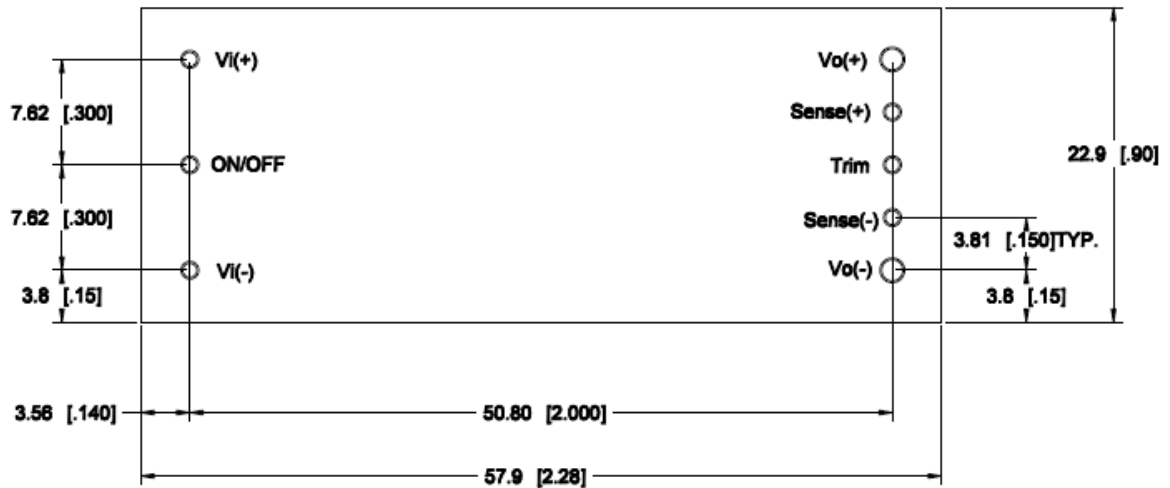 Vi(+)
Vo(+)
7.62 [.300]
Sense(+)
ON/OFF
Trim
22.9 [.90]
7.62 [.300]
Sense(-)
3.81 [.150]TYP.
Vi(-)
Vo(-)
3.8 [.15]
3.8 [.15]
3.56 [.140]
50.80 [2.000]
57.9 [2.28]